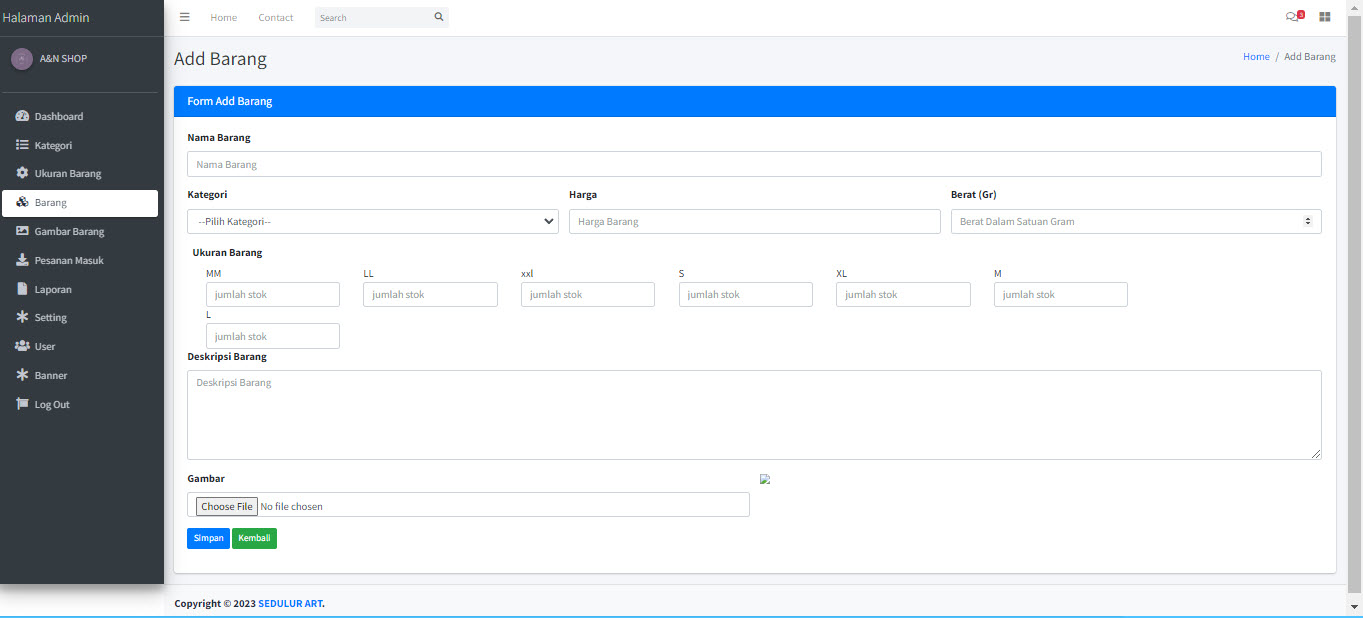 Halaman Admin
Home Contact Search 3
A&N SHOP
Add Barang
Home / Add Barang
Dashboard
Kategori
Ukuran Barang
Barang
Gambar Barang
Pesanan Masuk
Laporan
Setting
User
Banner
Log Out
Form Add Barang
Nama Barang
Nama Barang
Kategori Harga Berat (Gr)
--Pilih Kategori-- Harga Barang Berat Dalam Satuan Gram
Ukuran Barang
MM LL xxl S XL M
jumlah stok jumlah stok jumlah stok jumlah stok jumlah stok jumlah stok
L
jumlah stok
Deskripsi Barang
Deskripsi Barang
Gambar
Choose File No file chosen
Simpan Kembali
Copyright © 2023 SEDULUR ART.